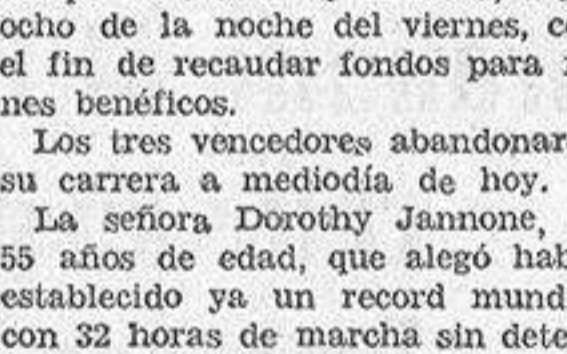 ocho de la noche del viernes, c
el fin de recaudar fondos para
nes benéficos.
Los tres vencedores abandonar
su carrera a mediodía de hoy.
La señora Dorothy Jannone,
55 años de edad, que alegó hab
establecido ya un record mund
con 32 horas de marcha sin dete